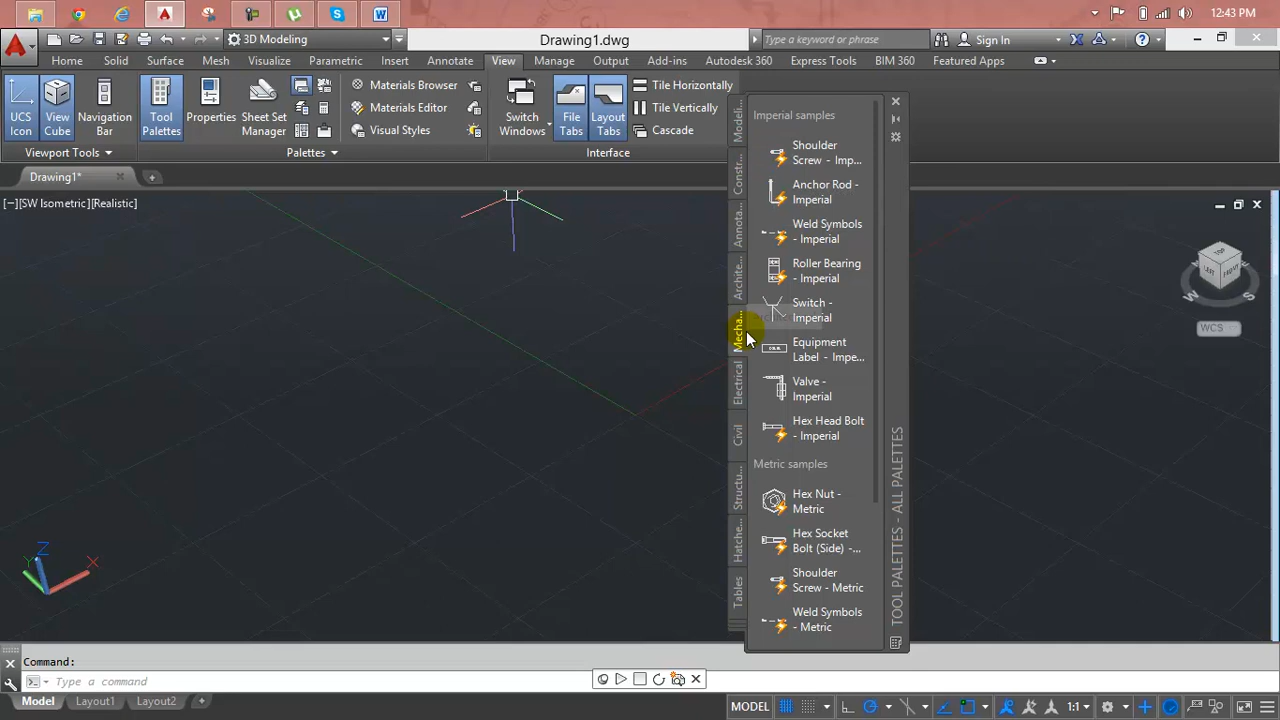 12:43 PM
3D Modeling
Drawing1.dwg
Type a keyword or phrase
Sign In
Home
Solid
Surface
Mesh
Visualize
Parametric
Insert
Annotate
View
Manage
Output
Add-ins
Autodesk 360
Express Tools
BIM 360
Featured Apps
UCS
Icon
View
Cube
Navigation
Bar
Viewport Tools
Tool
Palettes
Properties
Sheet Set
Manager
Materials Browser
Materials Editor
Visual Styles
Palettes
Switch
Windows
File
Tabs
Layout
Tabs
Tile Horizontally
Tile Vertically
Cascade
Interface
Drawing1*
[−][SW Isometric][Realistic]
Modeli...
Constr...
Annota...
Archite...
Mecha...
Electrical
Civil
Structu...
Hatche...
Tables
Imperial samples
Shoulder
Screw - Imp...
Anchor Rod -
Imperial
Weld Symbols
- Imperial
Roller Bearing
- Imperial
Switch -
Imperial
Equipment
Label - Impe...
Valve -
Imperial
Hex Head Bolt
- Imperial
Metric samples
Hex Nut -
Metric
Hex Socket
Bolt (Side) -...
Shoulder
Screw - Metric
Weld Symbols
- Metric
TOOL PALETTES - ALL PALETTES
TOP
LEFT
FRONT
W
S
WCS
Z
Y
X
Command:
Type a command
Model
Layout1
Layout2
MODEL
1:1